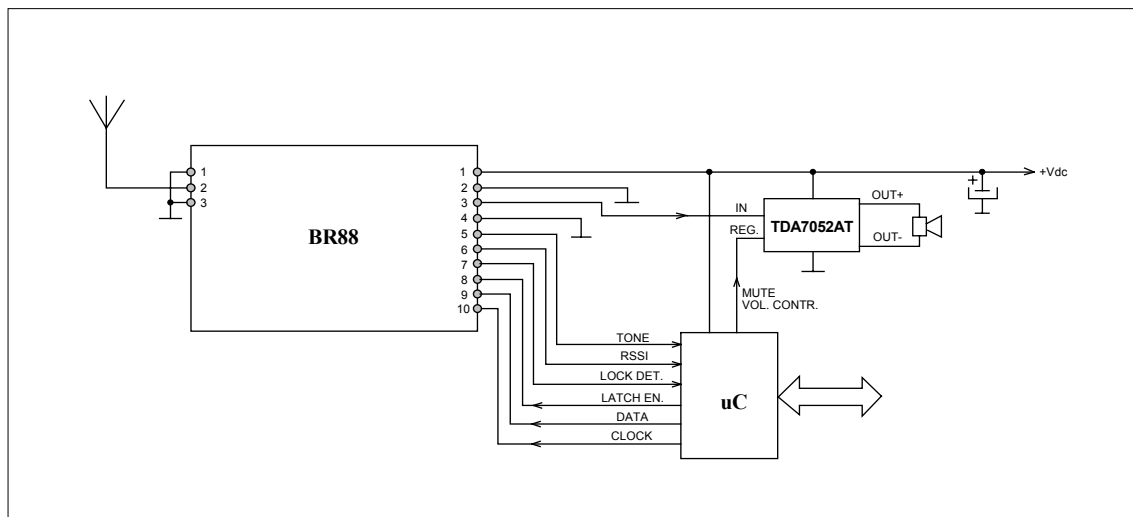 BR88
1
2
3
1
2
3
4
5
6
7
8
9
10
+Vdc
+
IN
REG.
TDA7052AT
OUT+
OUT-
MUTE
VOL. CONTR.
TONE
RSSI
LOCK DET.
LATCH EN.
DATA
CLOCK
uC